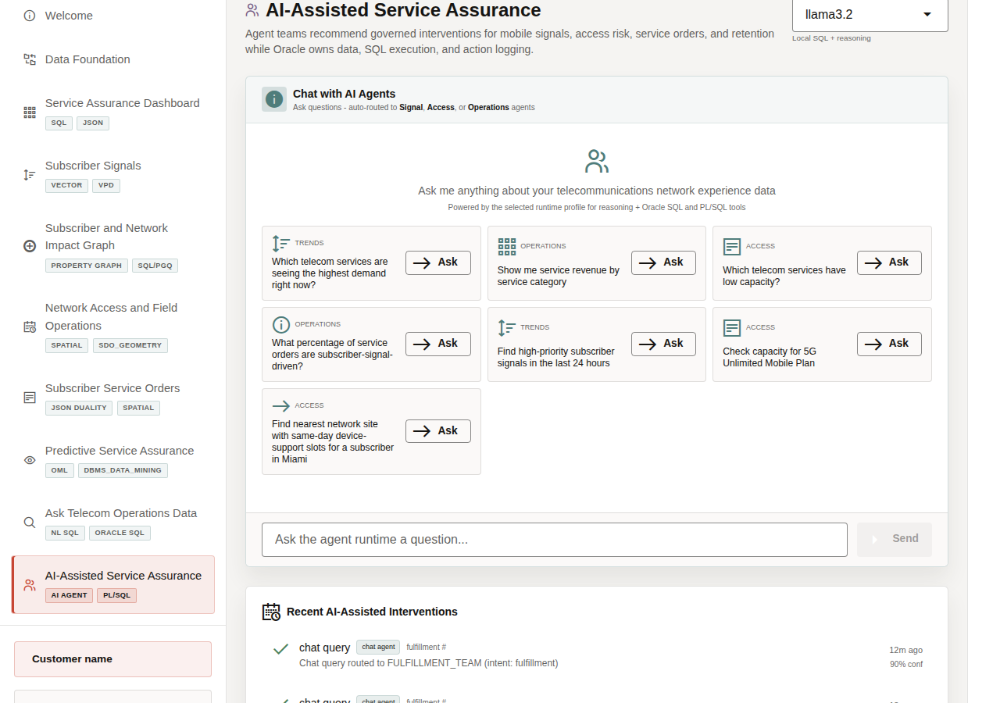 Welcome
Data Foundation
Service Assurance Dashboard
SQL JSON
Subscriber Signals
VECTOR VPD
Subscriber and Network
Impact Graph
PROPERTY GRAPH SQL/PGQ
Network Access and Field
Operations
SPATIAL SDO_GEOMETRY
Subscriber Service Orders
JSON DUALITY SPATIAL
Predictive Service Assurance
OML DBMS_DATA_MINING
Ask Telecom Operations Data
NL SQL ORACLE SQL
AI-Assisted Service Assurance
AI AGENT PL/SQL
Customer name
AI-Assisted Service Assurance
Agent teams recommend governed interventions for mobile signals, access risk, service orders, and retention
while Oracle owns data, SQL execution, and action logging.
llama3.2
Local SQL + reasoning
Chat with AI Agents
Ask questions - auto-routed to Signal, Access, or Operations agents
Ask me anything about your telecommunications network experience data
Powered by the selected runtime profile for reasoning + Oracle SQL and PL/SQL tools
TRENDS
Which telecom services are
seeing the highest demand
right now?
Ask
OPERATIONS
Show me service revenue by
service category
Ask
ACCESS
Which telecom services have
low capacity?
Ask
OPERATIONS
What percentage of service
orders are subscriber-signal-
driven?
Ask
TRENDS
Find high-priority subscriber
signals in the last 24 hours
Ask
ACCESS
Check capacity for 5G
Unlimited Mobile Plan
Ask
ACCESS
Find nearest network site
with same-day device-
support slots for a subscriber
in Miami
Ask
Ask the agent runtime a question...
Send
Recent AI-Assisted Interventions
chat query chat agent fulfillment #
Chat query routed to FULFILLMENT_TEAM (intent: fulfillment)
12m ago
90% conf
chat query chat agent fulfillment #